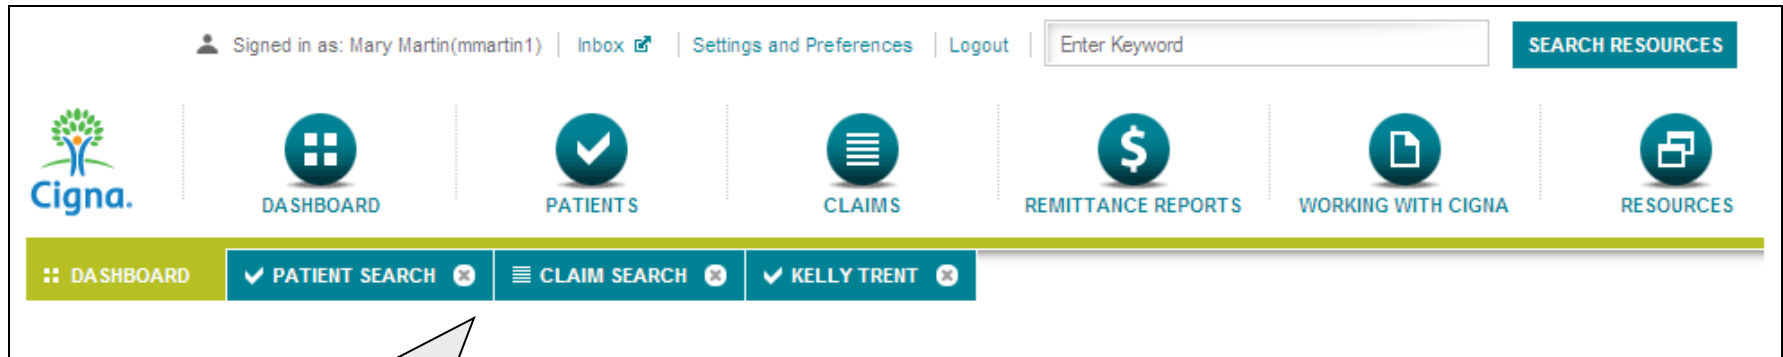 Signed in as: Mary Martin(mmartin1) Inbox Settings and Preferences Logout Enter Keyword SEARCH RESOURCES
Cigna.
DASHBOARD PATIENTS CLAIMS REMITTANCE REPORTS WORKING WITH CIGNA RESOURCES
DASHBOARD PATIENT SEARCH CLAIM SEARCH KELLY TRENT